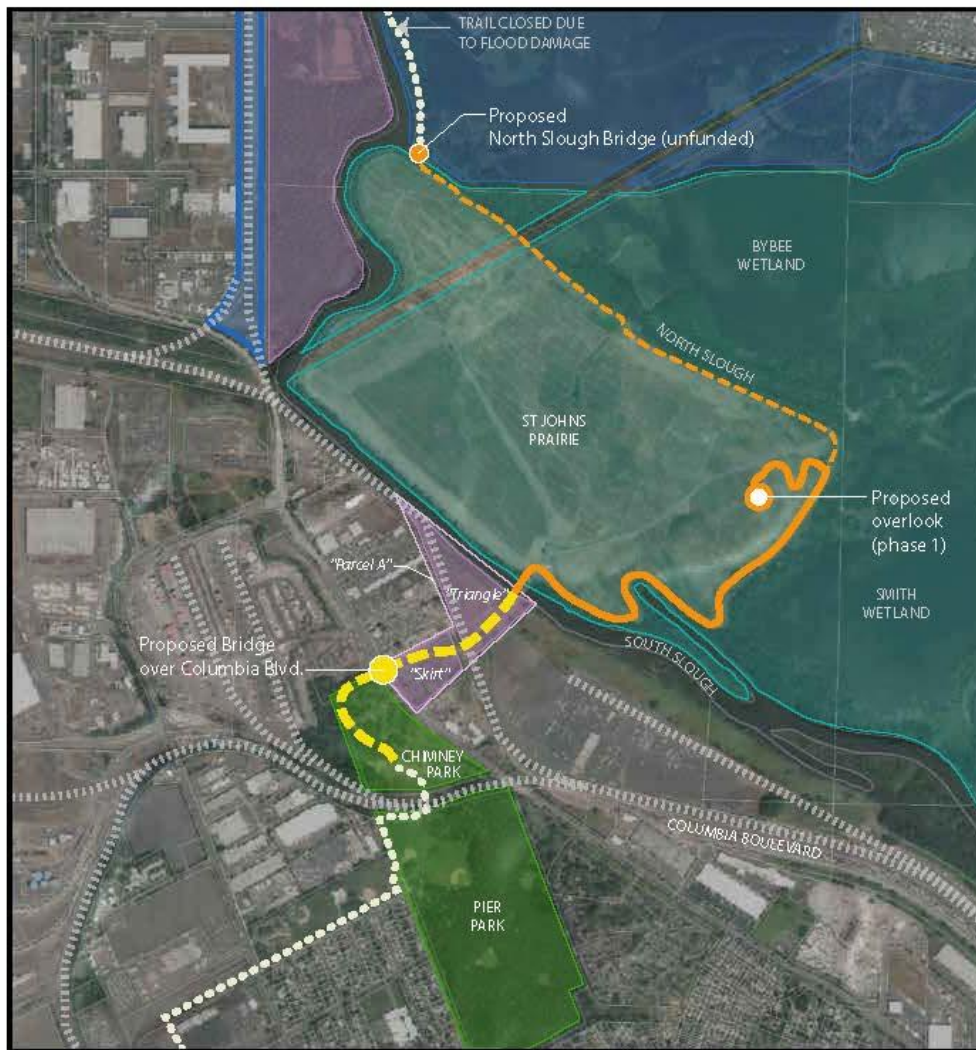 TRAIL CLOSED DUE
TO FLOOD DAMAGE
Proposed
North Slough Bridge (unfunded)
BYBEE
WETLAND
NORTH SLOUGH
ST JOHNS
PRAIRIE
Proposed
overlook
(phase 1)
"Parcel A"
"Triangle"
SMITH
WETLAND
Proposed Bridge
over Columbia Blvd.
"Skirt"
SOUTH SLOUGH
CHIMNEY
PARK
COLUMBIA BOULEVARD
PIER
PARK